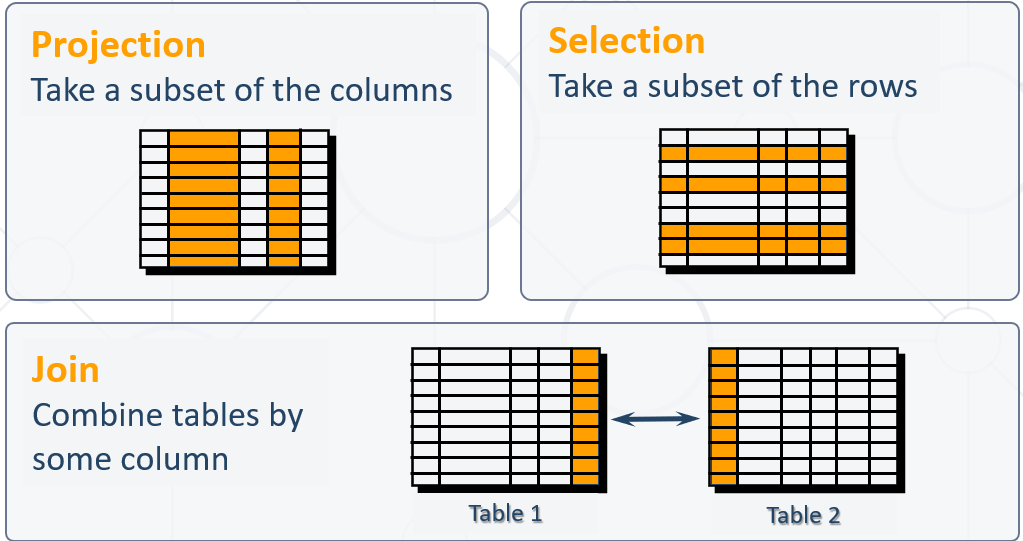 Projection
Take a subset of the columns
Selection
Take a subset of the rows
Join
Combine tables by
some column
Table 1
Table 2